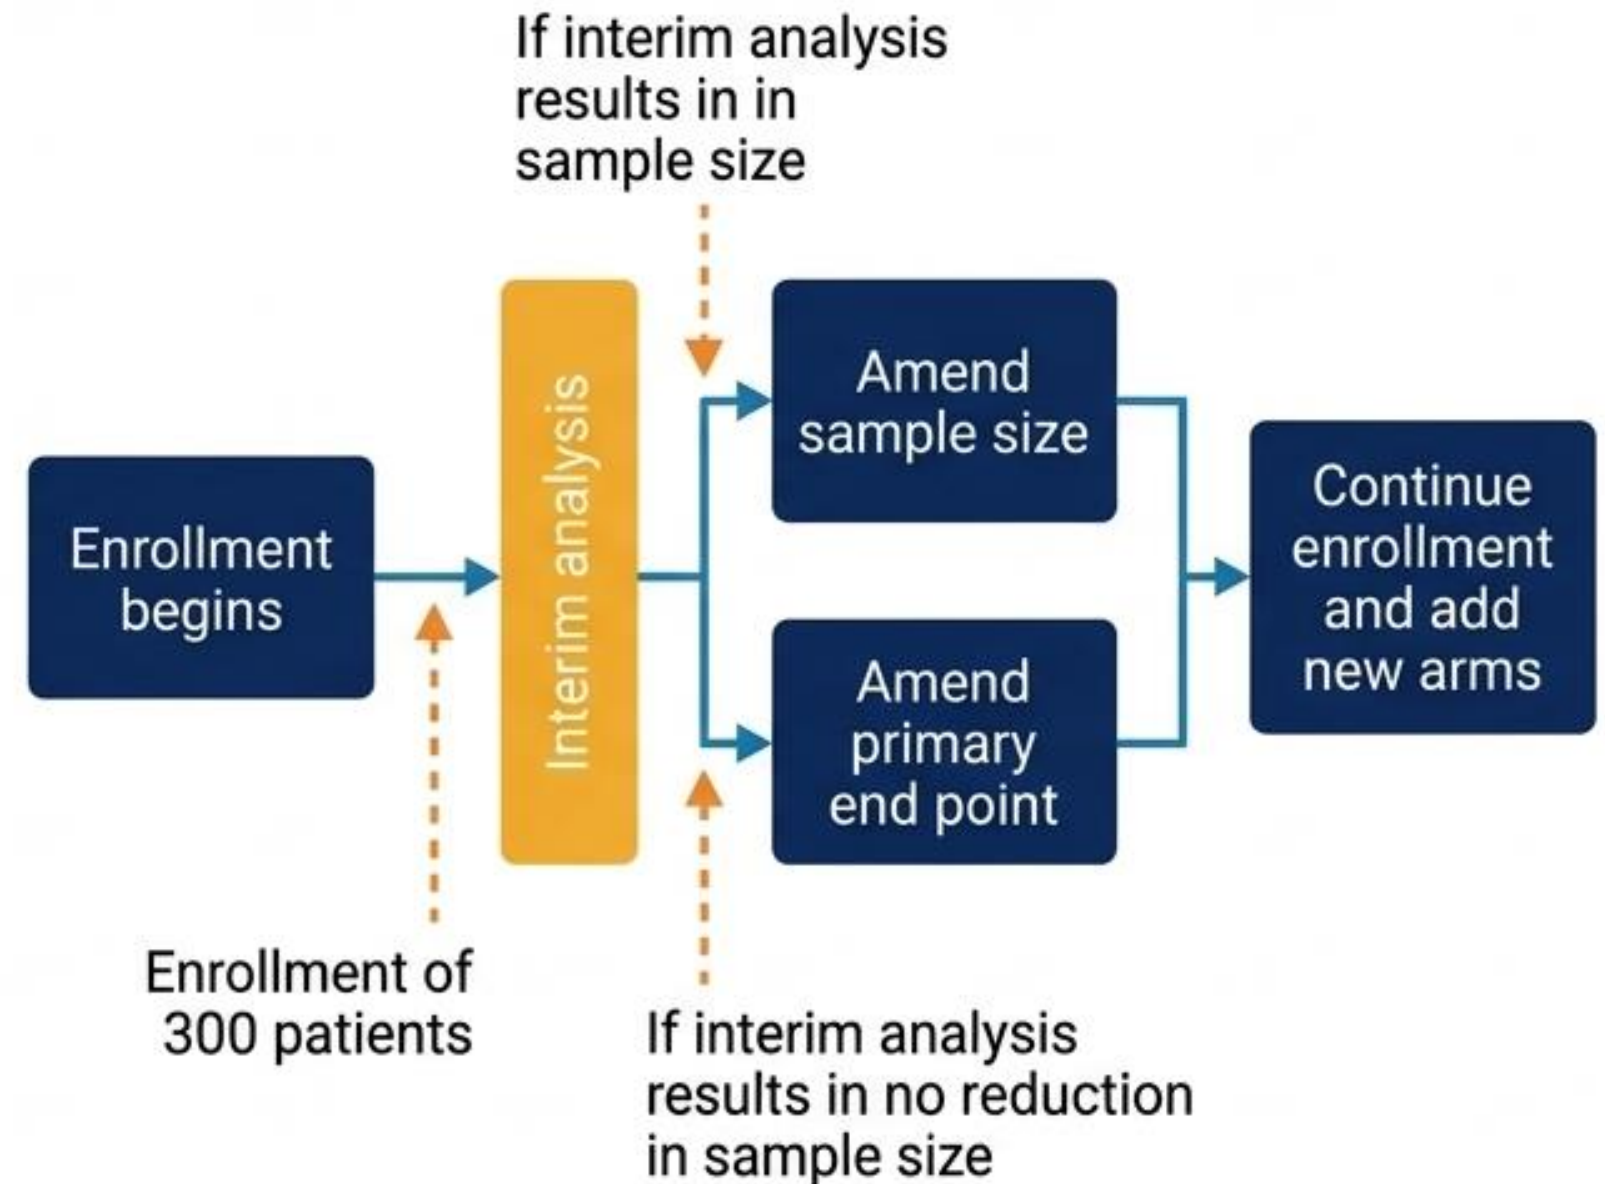 If interim analysis
results in in
sample size
Enrollment
begins
Interim analysis
Amend
sample size
Amend
primary
end point
Continue
enrollment
and add
new arms
Enrollment of
300 patients
If interim analysis
results in no reduction
in sample size